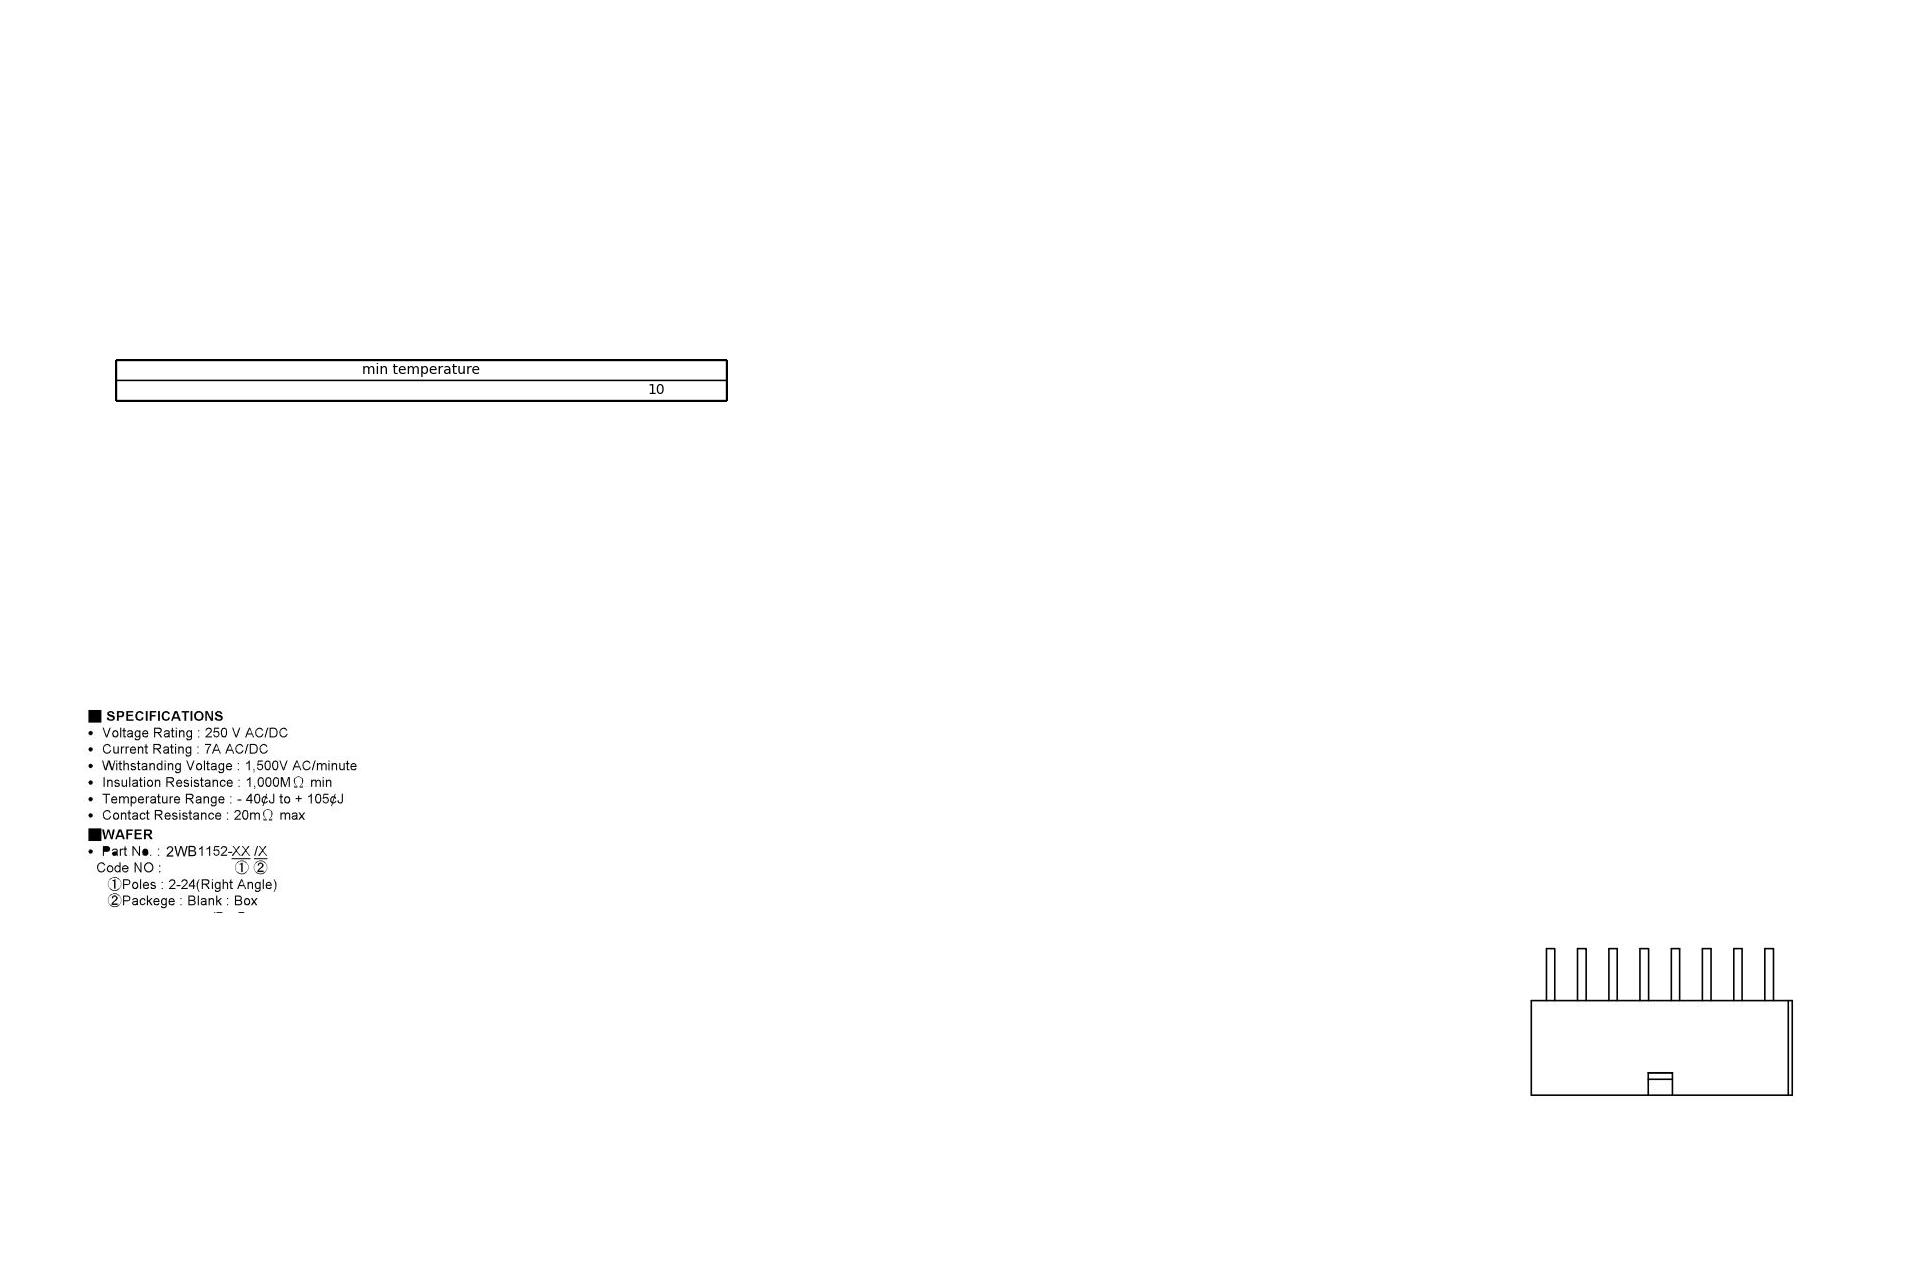 min temperature
10
SPECIFICATIONS
• Voltage Rating : 250 V AC/DC
• Current Rating : 7A AC/DC
• Withstanding Voltage : 1,500V AC/minute
• Insulation Resistance : 1,000MΩ min
• Temperature Range : - 40¢J to + 105¢J
• Contact Resistance : 20mΩ max
WAFER
• Part No. : 2WB1152-XX /X
Code NO : ① ②
①Poles : 2-24(Right Angle)
②Packege : Blank : Box